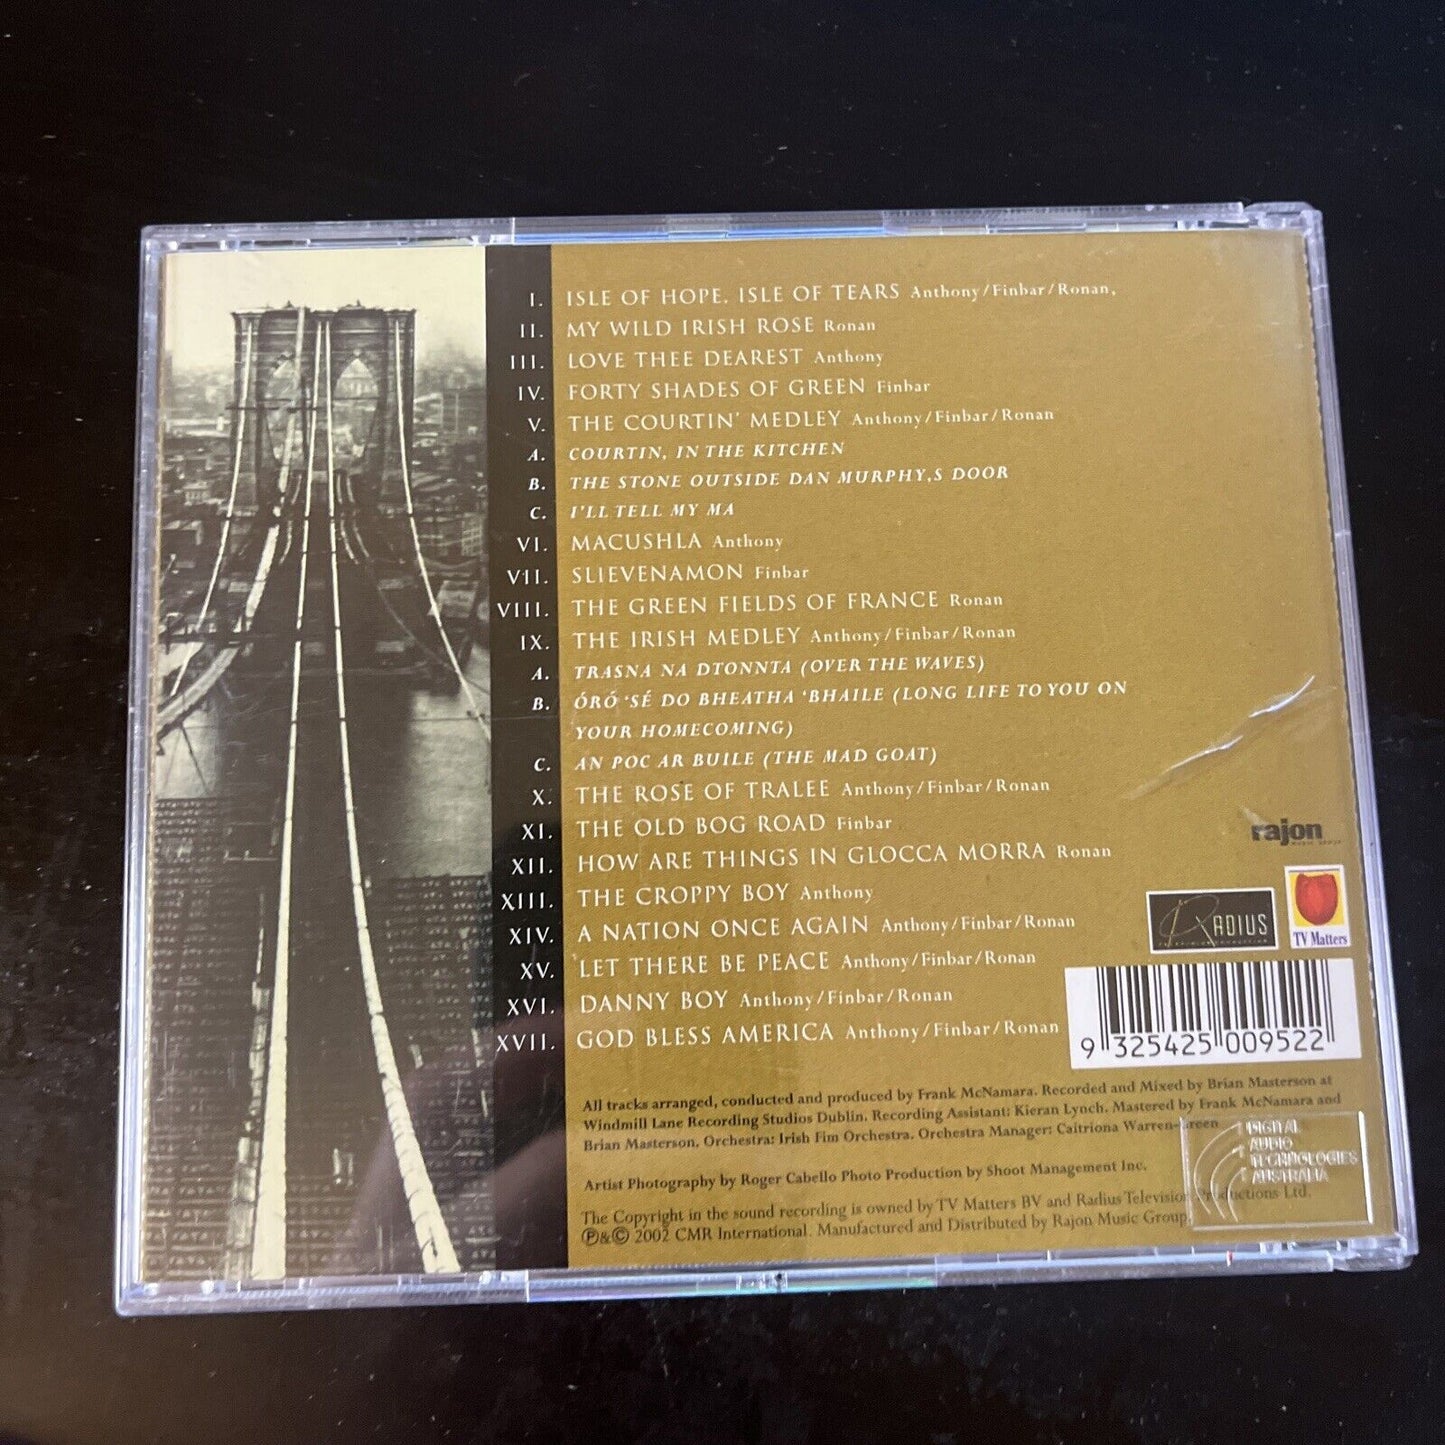 I. ISLE OF HOPE, ISLE OF TEARS Anthony/Finbar/Ronan,
II. MY WILD IRISH ROSE Ronan
III. LOVE THEE DEAREST Anthony
IV. FORTY SHADES OF GREEN Finbar
V. THE COURTIN' MEDLEY Anthony/Finbar/Ronan
A. COURTIN, IN THE KITCHEN
B. THE STONE OUTSIDE DAN MURPHY,S DOOR
C. I'LL TELL MY MA
VI. MACUSHLA Anthony
VII. SLIEVENAMON Finbar
VIII. THE GREEN FIELDS OF FRANCE Ronan
IX. THE IRISH MEDLEY Anthony/Finbar/Ronan
A. TRASNA NA DTONNTA (OVER THE WAVES)
B. ÓRÓ 'SÉ DO BHEATHA 'BHAILE (LONG LIFE TO YOU ON
YOUR HOMECOMING)
C. AN POC AR BUILE (THE MAD GOAT)
X. THE ROSE OF TRALEE Anthony/Finbar/Ronan
XI. THE OLD BOG ROAD Finbar
XII. HOW ARE THINGS IN GLOCCA MORRA Ronan
XIII. THE CROPPY BOY Anthony
XIV. A NATION ONCE AGAIN Anthony/Finbar/Ronan
XV. LET THERE BE PEACE Anthony/Finbar/Ronan
XVI. DANNY BOY Anthony/Finbar/Ronan
XVII. GOD BLESS AMERICA Anthony/Finbar/Ronan
rajon
MUSIC GROUP
RADIUS
TV Matters
9 325425 009522
All tracks arranged, conducted and produced by Frank McNamara. Recorded and Mixed by Brian Masterson at
Windmill Lane Recording Studios Dublin. Recording Assistant: Kieran Lynch. Mastered by Frank McNamara and
Brian Masterson. Orchestra: Irish Fim Orchestra. Orchestra Manager: Caitriona Warren-Green
Artist Photography by Roger Cabello Photo Production by Shoot Management Inc.
The Copyright in the sound recording is owned by TV Matters BV and Radius Television Productions Ltd.
Ⓟ&© 2002 CMR International. Manufactured and Distributed by Rajon Music Group.
DIGITAL
AUDIO
TECHNOLOGIES
AUSTRALIA